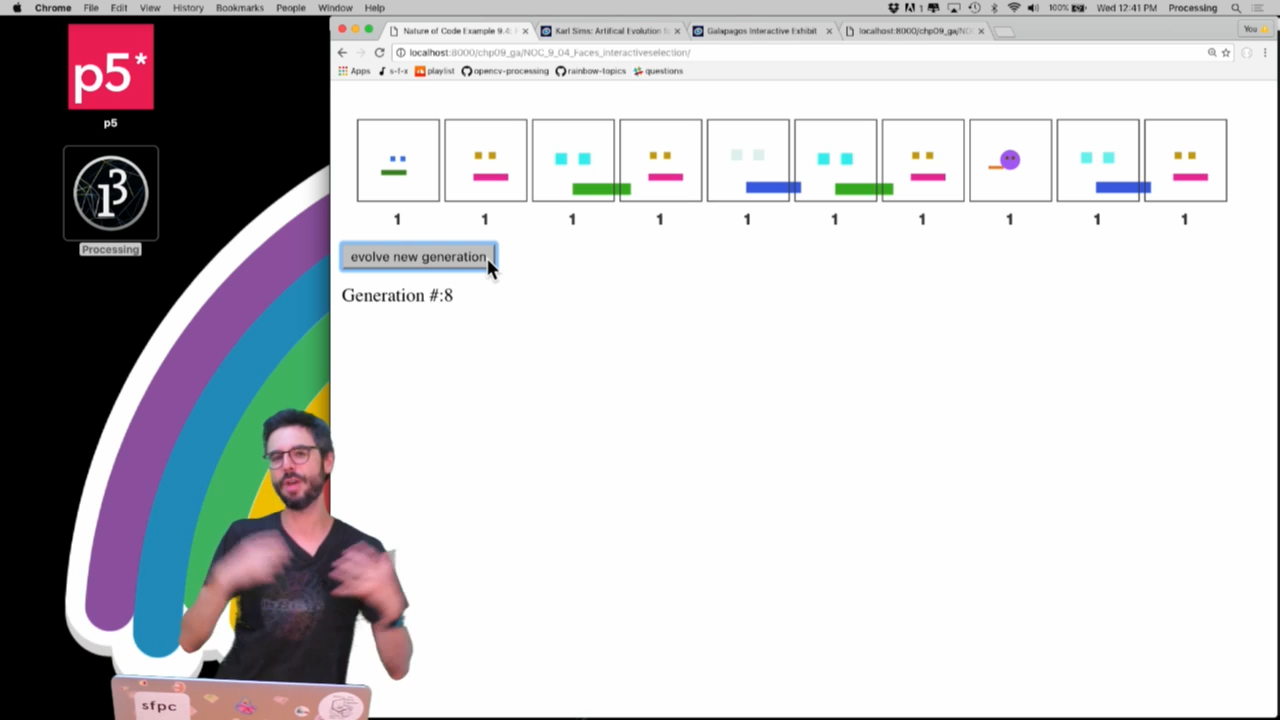 Chrome File Edit View History Bookmarks People Window Help 1 100% Wed 12:41 PM Processing
Nature of Code Example 9.4: Karl Sims: Artifical Evolution Galapagos Interactive Exhibit localhost:8000/chp09_ga/NOC You
localhost:8000/chp09_ga/NOC_9_04_Faces_interactiveselection/
Apps s-f-x playlist opencv-processing rainbow-topics questions
p5*
p5
Processing
1 1 1 1 1 1 1 1 1 1
evolve new generation
Generation #:8
sfpc